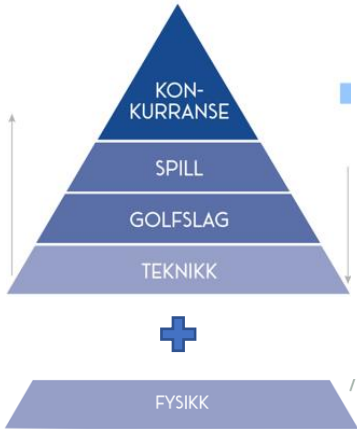 KON-
KURRANSE
SPILL
GOLFSLAG
TEKNIKK
FYSIKK
/